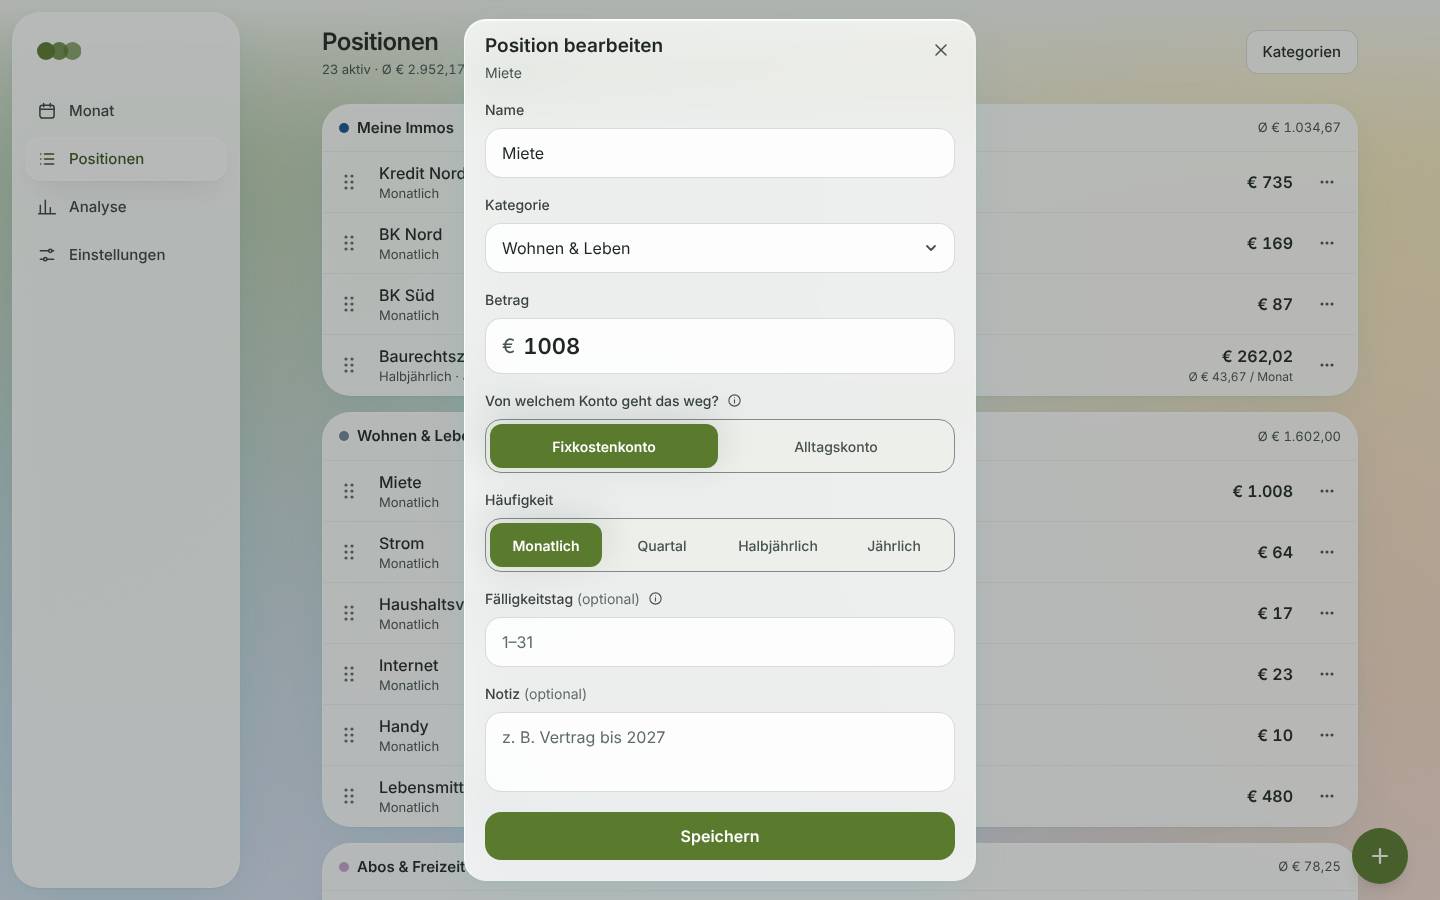 Monat
Positionen
Analyse
Einstellungen
Positionen
23 aktiv · Ø € 2.952,17
Kategorien
Meine Immos
Ø € 1.034,67
Kredit Nord
Monatlich
€ 735
BK Nord
Monatlich
€ 169
BK Süd
Monatlich
€ 87
Halbjährlich ·
€ 262,02
Ø € 43,67 / Monat
Wohnen &
Ø € 1.602,00
Miete
Monatlich
€ 1.008
Strom
Monatlich
€ 64
Monatlich
€ 17
Internet
Monatlich
€ 23
Handy
Monatlich
€ 10
Monatlich
€ 480
Abos & Freizeit
Ø € 78,25
Position bearbeiten
Miete
Name
Miete
Kategorie
Wohnen & Leben
Betrag
€ 1008
Von welchem Konto geht das weg?
Fixkostenkonto Alltagskonto
Häufigkeit
Monatlich Quartal Halbjährlich Jährlich
Fälligkeitstag (optional)
1–31
Notiz (optional)
z. B. Vertrag bis 2027
Speichern